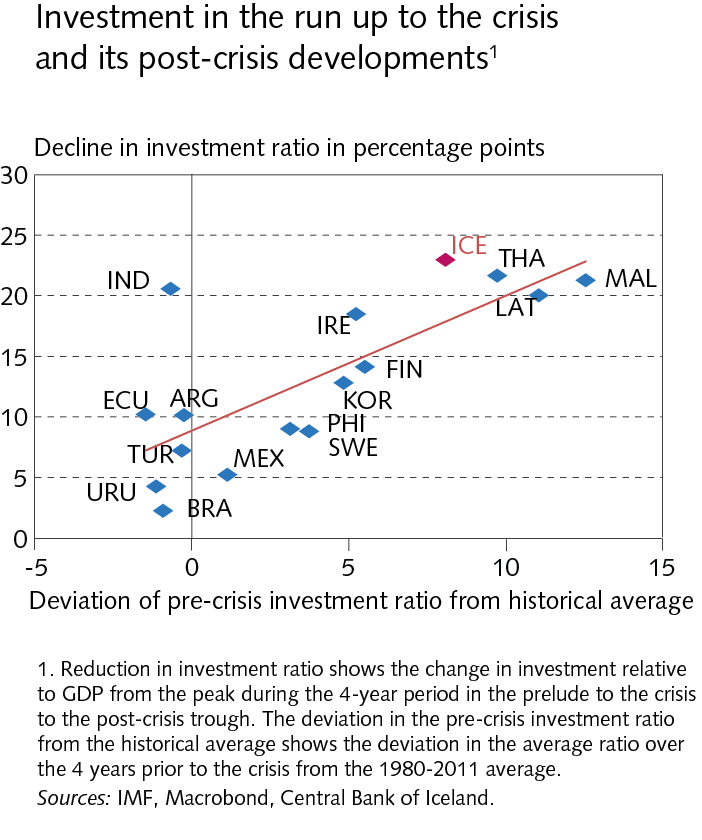 Investment in the run up to the crisis
and its post-crisis developments¹
Decline in investment ratio in percentage points
30
25
20
15
10
5
0
ICE
THA
MAL
IND
LAT
IRE
FIN
ECU
ARG
KOR
PHI
SWE
TUR
MEX
URU
BRA
-5
0
5
10
15
Deviation of pre-crisis investment ratio from historical average
1. Reduction in investment ratio shows the change in investment relative
to GDP from the peak during the 4-year period in the prelude to the crisis
to the post-crisis trough. The deviation in the pre-crisis investment ratio
from the historical average shows the deviation in the average ratio over
the 4 years prior to the crisis from the 1980-2011 average.
Sources: IMF, Macrobond, Central Bank of Iceland.